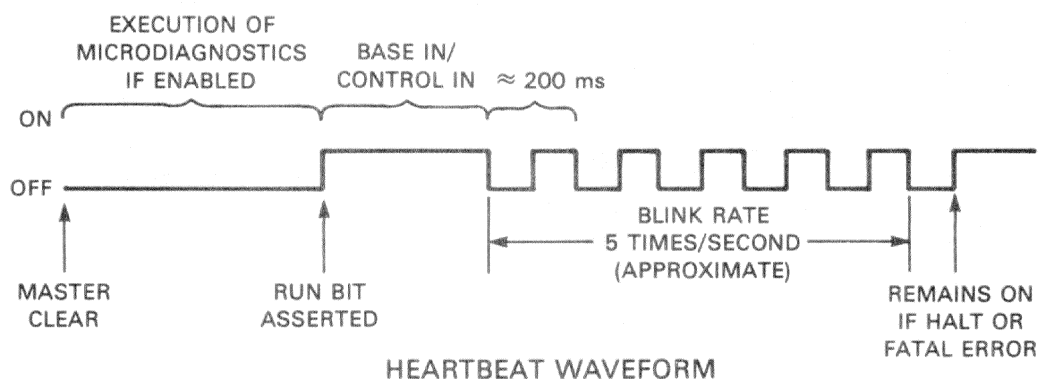 EXECUTION OF
MICRODIAGNOSTICS
IF ENABLED
BASE IN/
CONTROL IN
≈ 200 ms
ON
OFF
BLINK RATE
5 TIMES/SECOND
(APPROXIMATE)
MASTER
CLEAR
RUN BIT
ASSERTED
REMAINS ON
IF HALT OR
FATAL ERROR
HEARTBEAT WAVEFORM